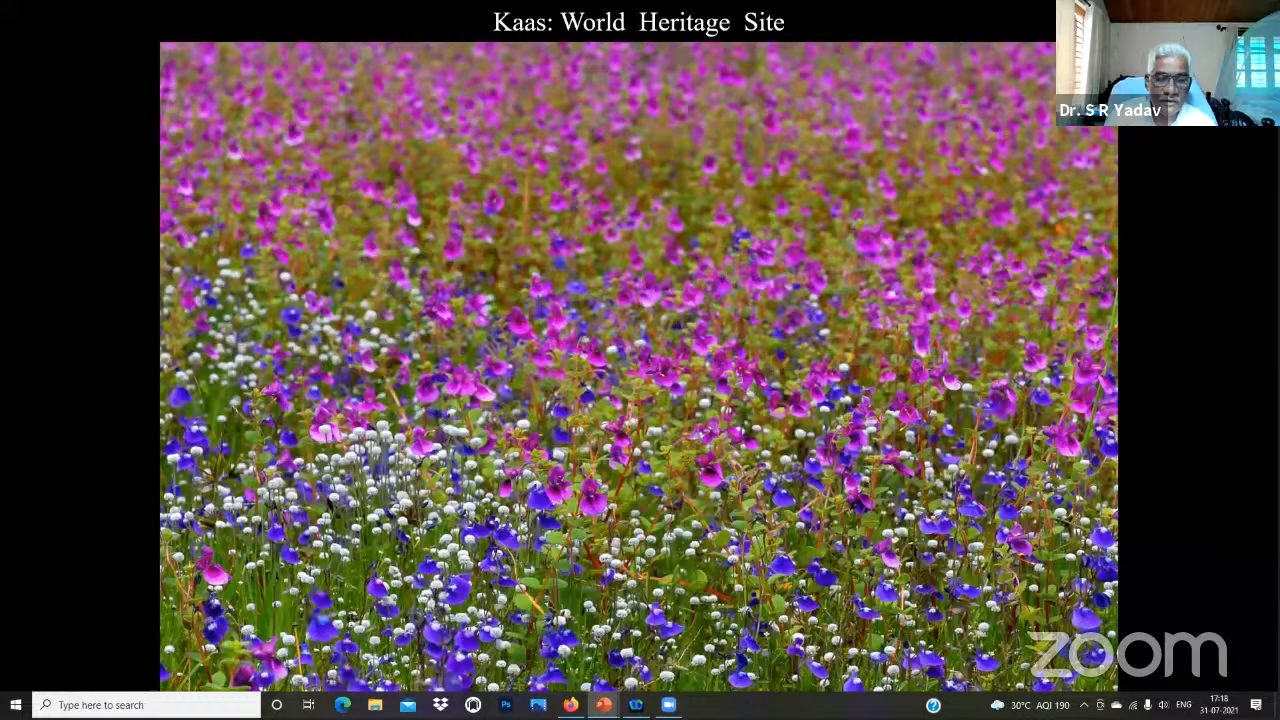 Kaas: World Heritage Site
Dr. S R Yadav
zoom
Type here to search
30°C AQI 190
ENG
17:18
31-07-2021